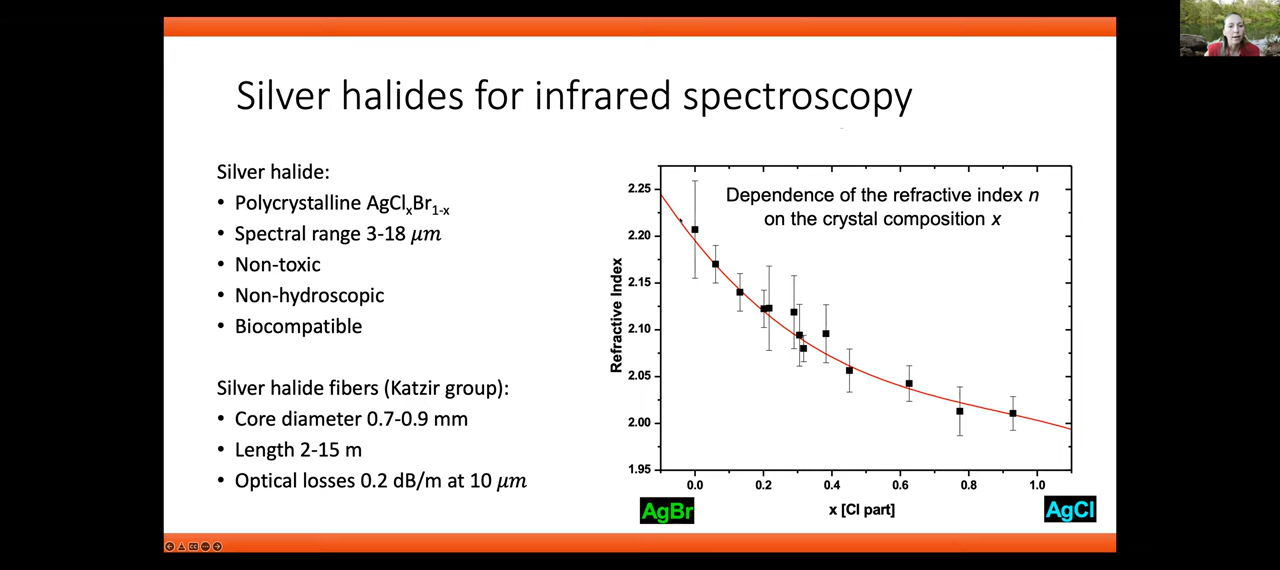 Silver halides for infrared spectroscopy
Silver halide:
• Polycrystalline AgClxBr1-x
• Spectral range 3-18 μm
• Non-toxic
• Non-hydroscopic
• Biocompatible
Silver halide fibers (Katzir group):
• Core diameter 0.7-0.9 mm
• Length 2-15 m
• Optical losses 0.2 dB/m at 10 μm
Dependence of the refractive index n
on the crystal composition x
Refractive Index
2.25
2.20
2.15
2.10
2.05
2.00
1.95
0.0 0.2 0.4 0.6 0.8 1.0
AgBr
x [Cl part]
AgCl